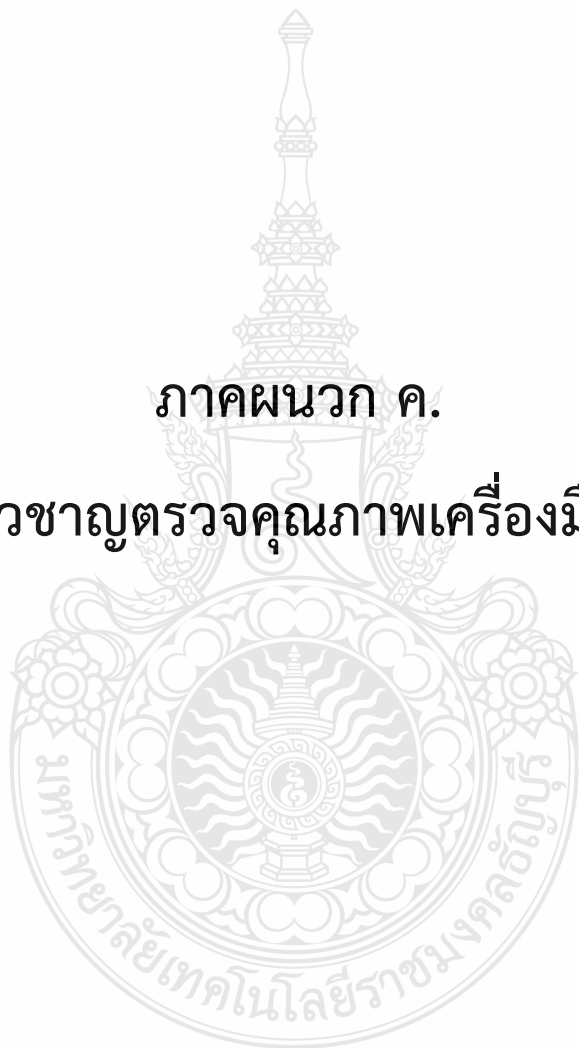 ภาคผนวก ค.
วชาญตรวจคุณภาพเครื่องมื
มหาวิทยาลัยเทคโนโลยีราชมงคลธัญบุรี